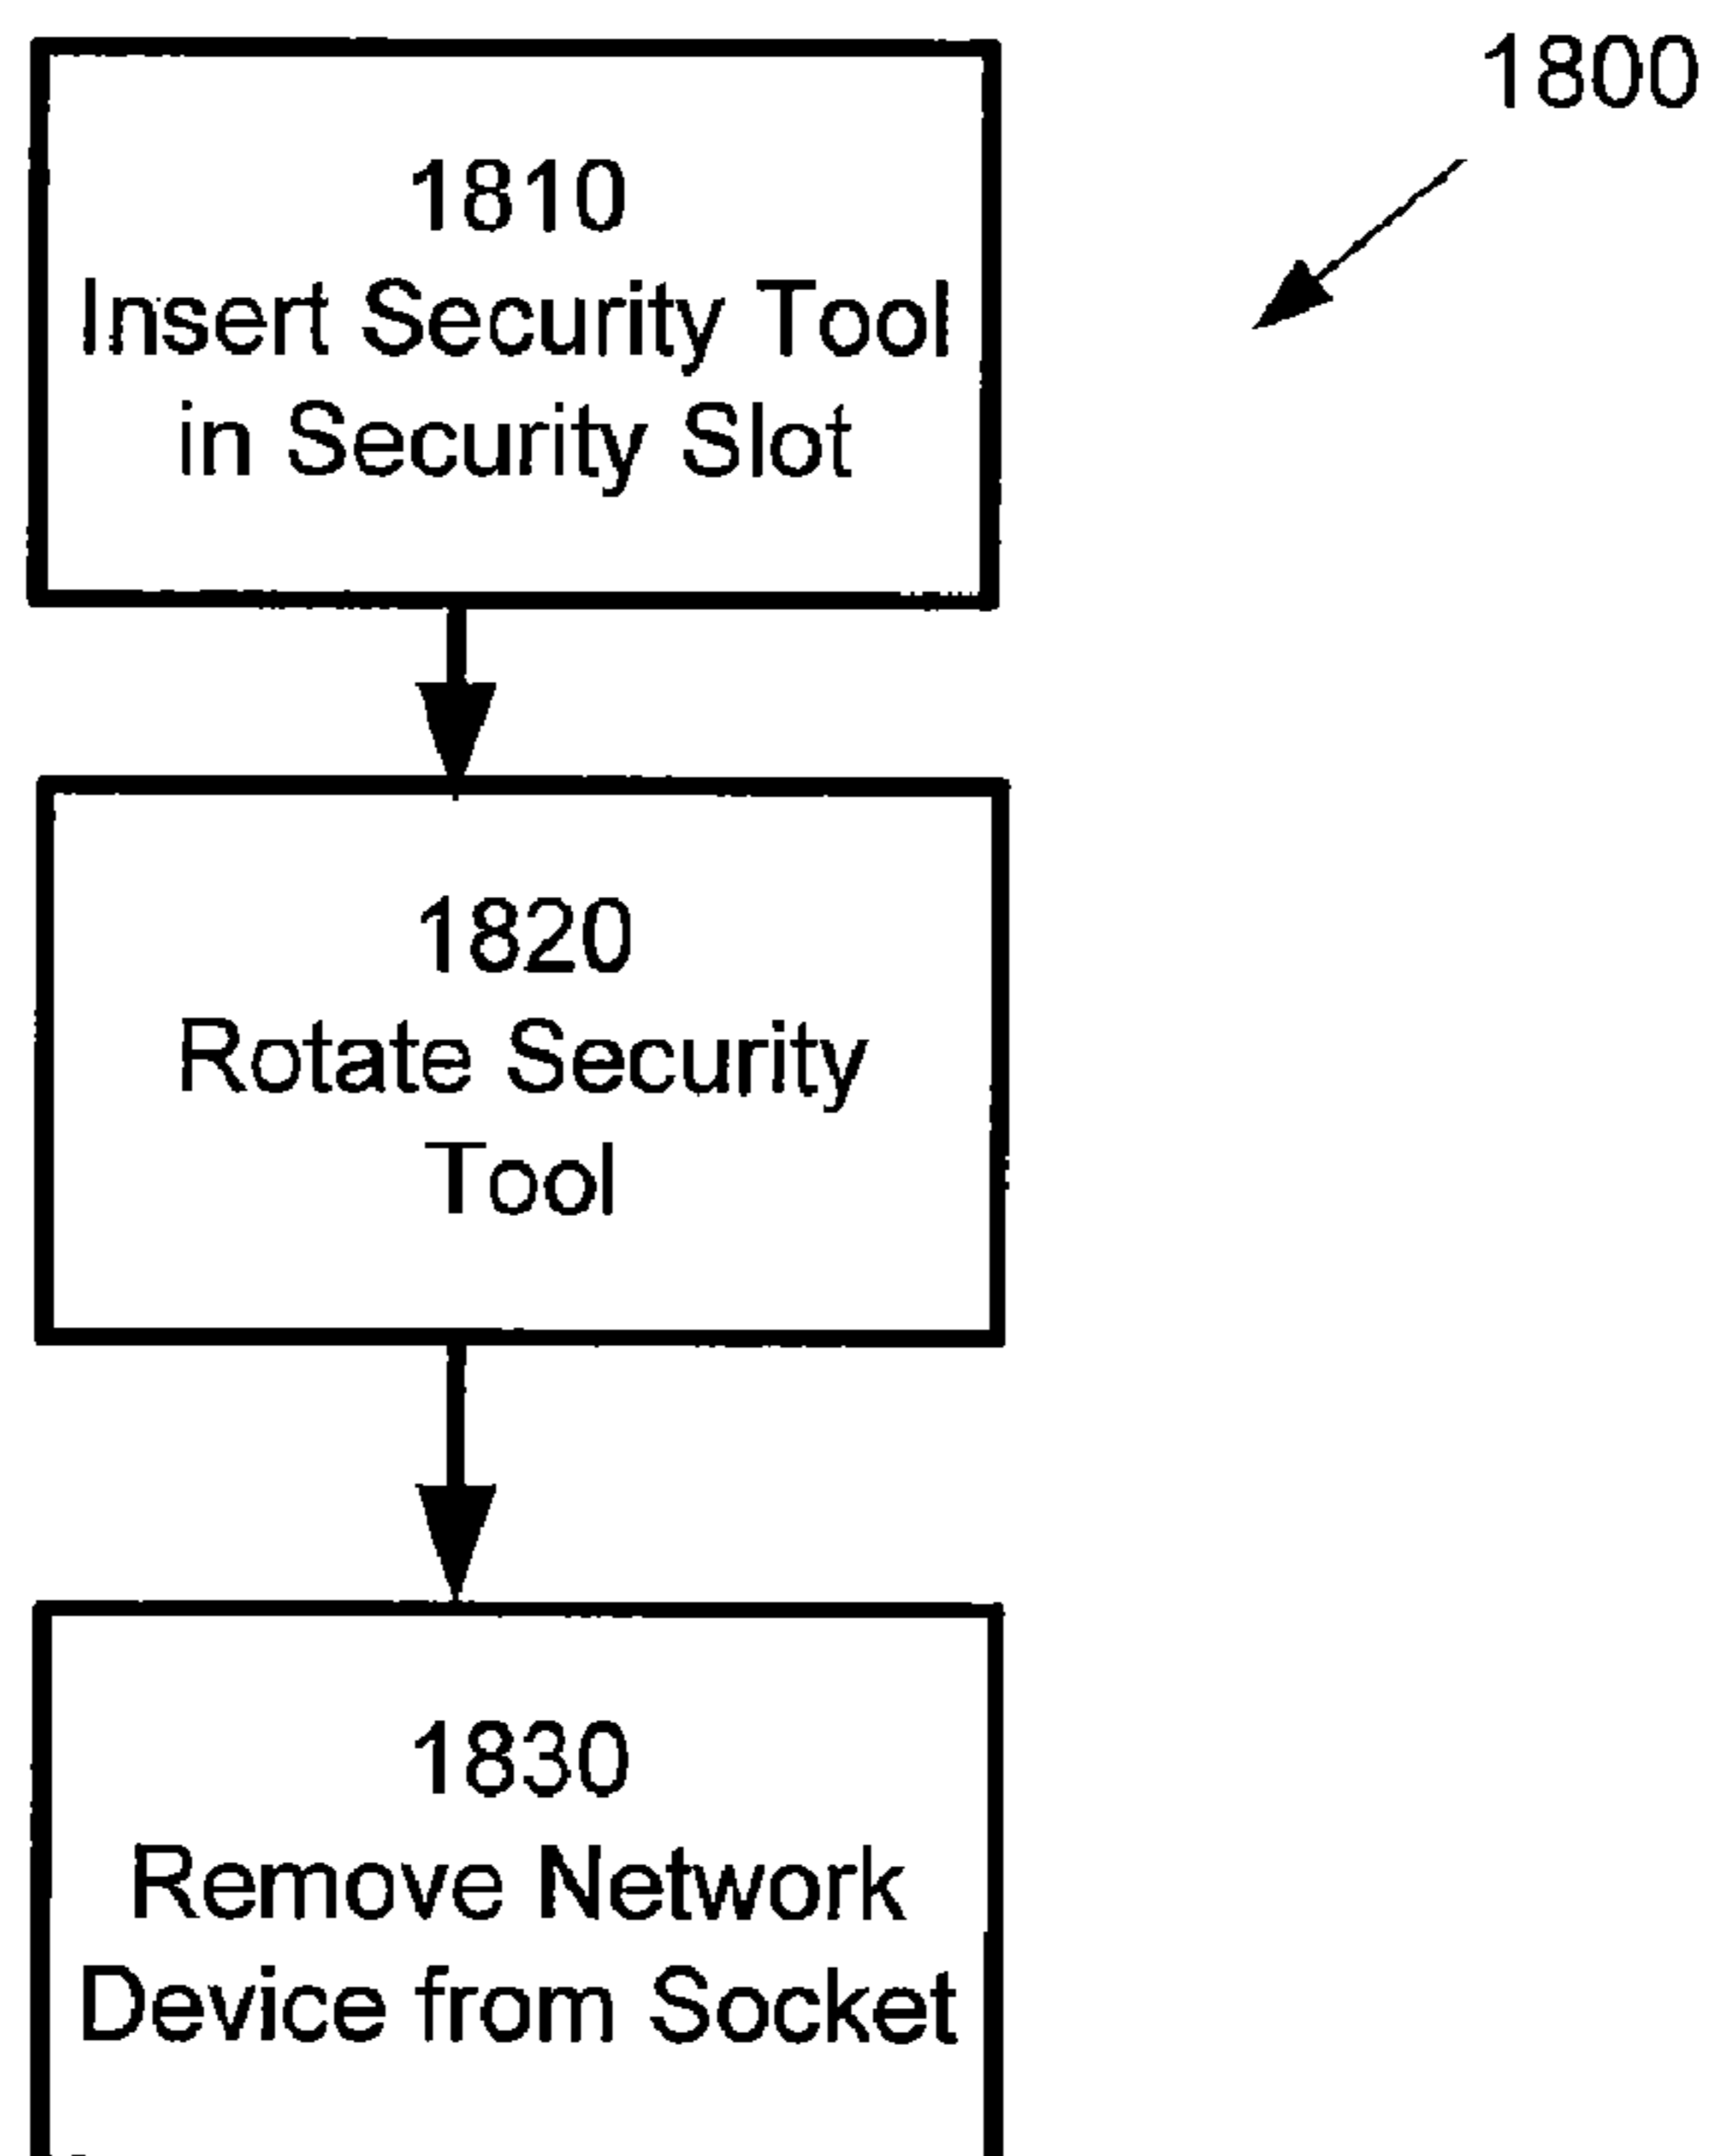 1800
1810
Insert Security Tool
in Security Slot
1820
Rotate Security
Tool
1830
Remove Network
Device from Socket